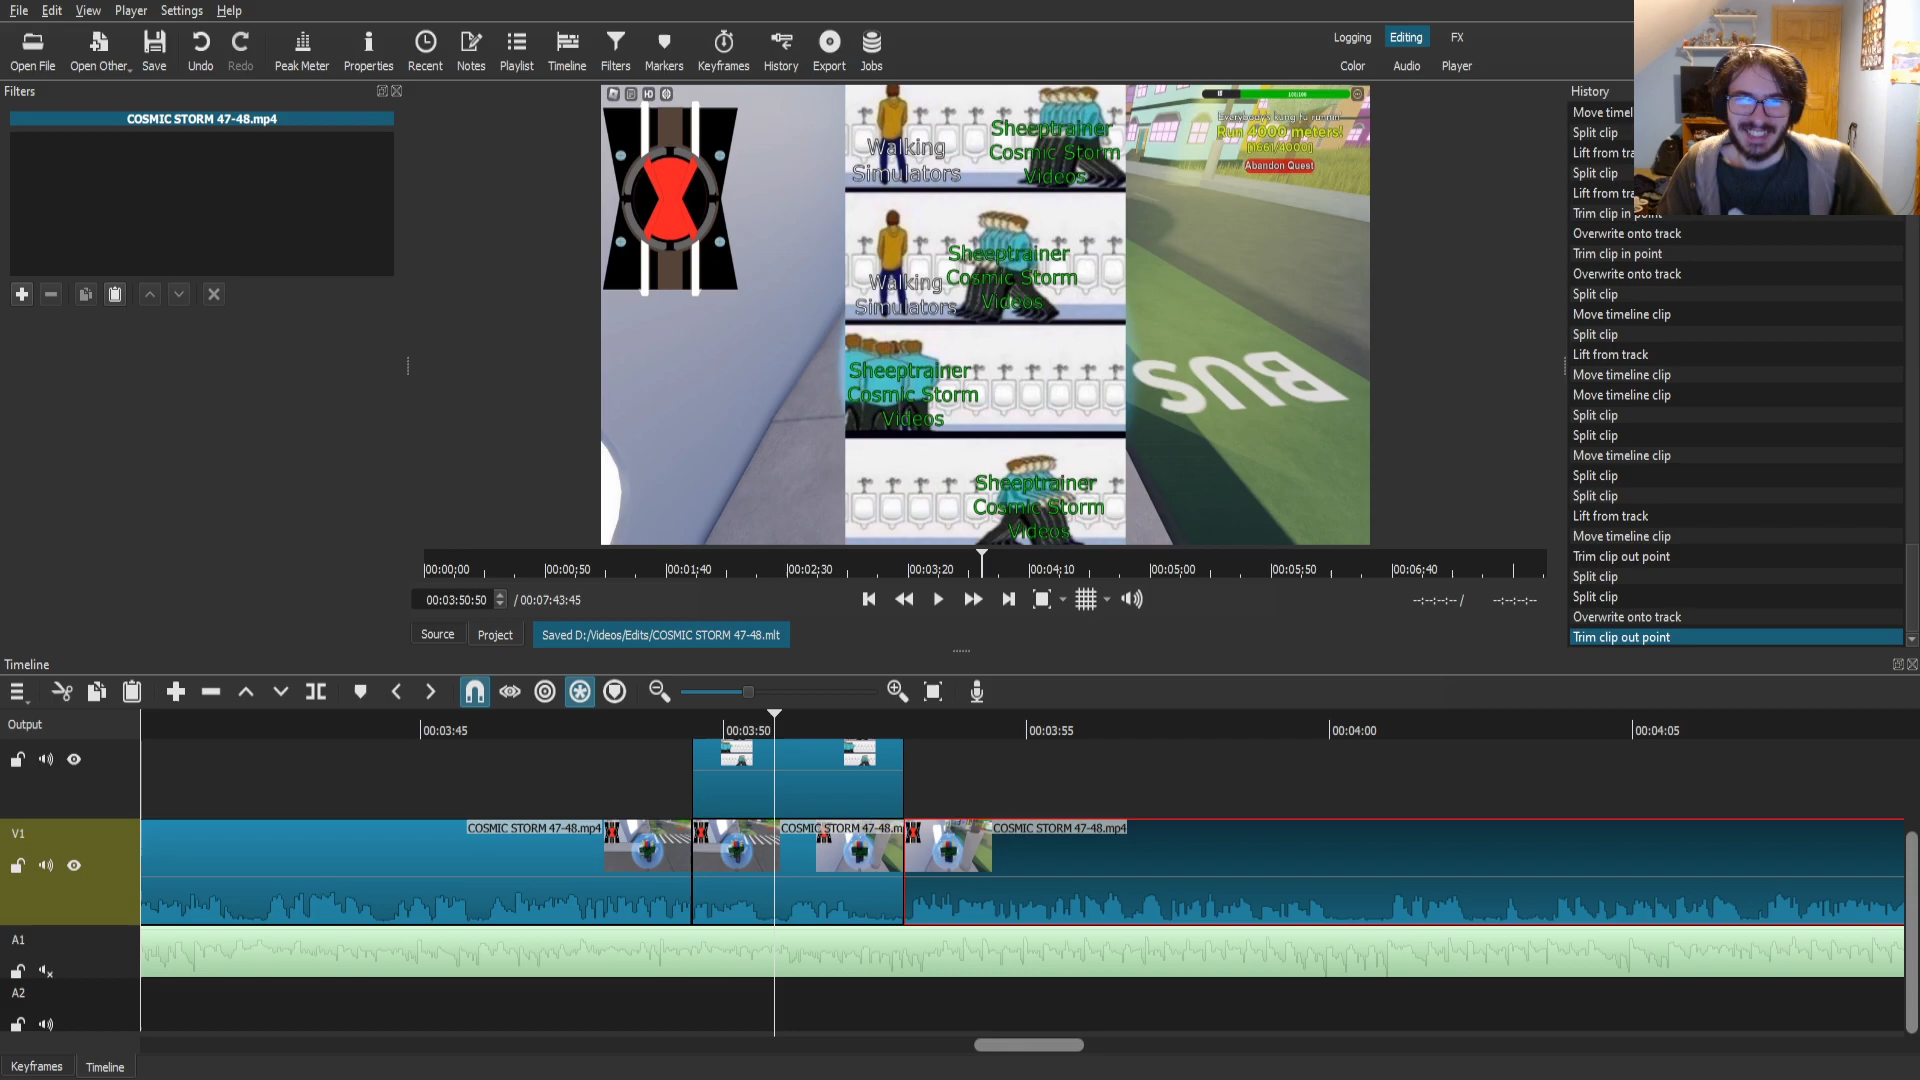 File Edit View Player Settings Help
Open File Open Other Save Undo Redo Peak Meter Properties Recent Notes Playlist Timeline Filters Markers Keyframes History Export Jobs
Logging Editing FX
Color Audio Player
Filters
COSMIC STORM 47-48.mp4
HD
Walking
Simulators
Sheeptrainer
Cosmic Storm
Videos
Walking
Simulators
Sheeptrainer
Cosmic Storm
Videos
Sheeptrainer
Cosmic Storm
Videos
Sheeptrainer
Cosmic Storm
Videos
100/100
Everybody's kung fu runnin'
Run 4000 meters!
[1661/4000]
Abandon Quest
BUS
History
Move timel
Split clip
Lift from tra
Split clip
Lift from tra
Trim clip in point
Overwrite onto track
Trim clip in point
Overwrite onto track
Split clip
Move timeline clip
Split clip
Lift from track
Move timeline clip
Move timeline clip
Split clip
Split clip
Move timeline clip
Split clip
Split clip
Lift from track
Move timeline clip
Trim clip out point
Split clip
Split clip
Overwrite onto track
Trim clip out point
00:00:00 00:00;50 00:01;40 00:02;30 00:03;20 00:04;10 00:05;00 00:05;50 00:06;40
00:03:50:50 / 00:07:43:45
--:--:--:-- / --:--:--:--
Source Project Saved D:/Videos/Edits/COSMIC STORM 47-48.mlt
Timeline
Output
00:03:45 00:03:50 00:03:55 00:04:00 00:04:05
V1
COSMIC STORM 47-48.mp4 COSMIC STORM 47-48.m COSMIC STORM 47-48.mp4
A1
A2
Keyframes Timeline